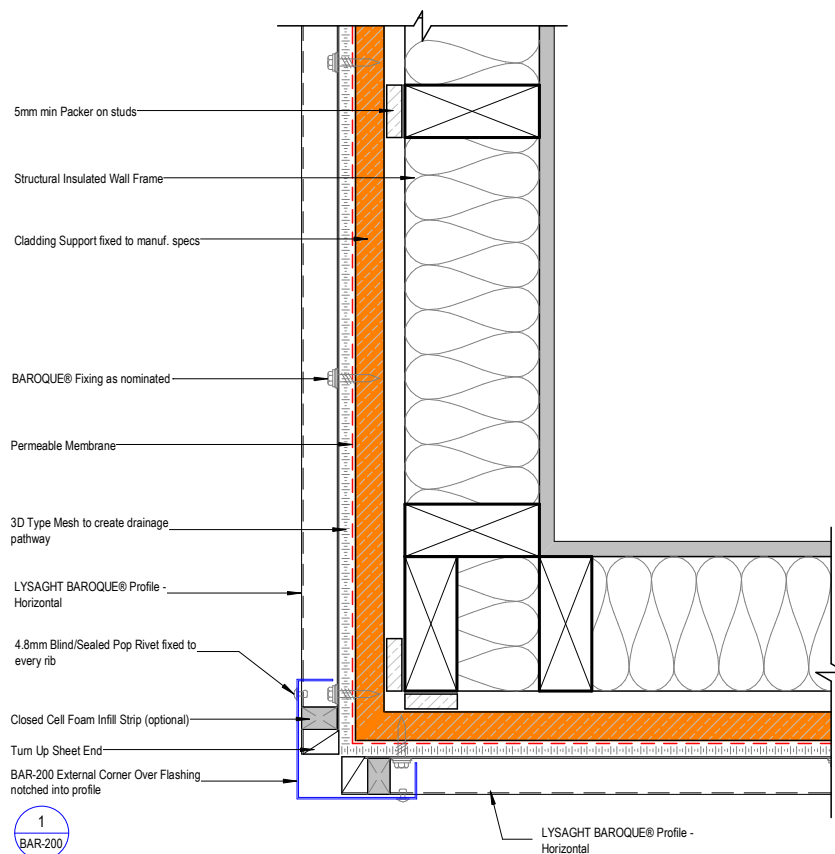 5mm min Packer on studs
Structural Insulated Wall Frame
Cladding Support fixed to manuf. specs
BAROQUE® Fixing as nominated
Permeable Membrane
3D Type Mesh to create drainage
pathway
LYSAGHT BAROQUE® Profile -
Horizontal
4.8mm Blind/Sealed Pop Rivet fixed to
every rib
Closed Cell Foam Infill Strip (optional)
Turn Up Sheet End
BAR-200 External Corner Over Flashing
notched into profile
1
BAR-200
LYSAGHT BAROQUE® Profile -
Horizontal